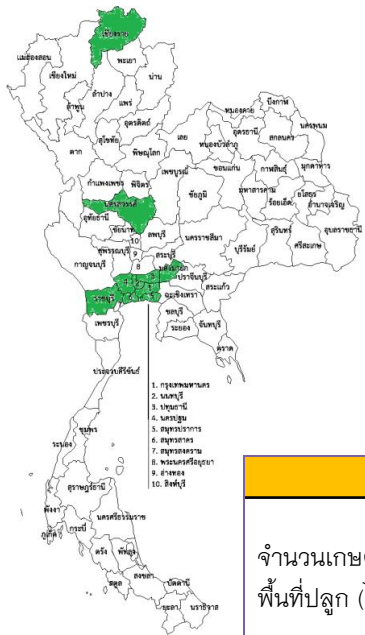 เชียงราย
แม่ฮ่องสอน
เชียงใหม่
พะเยา
น่าน
ลำปาง
ลำพูน
แพร่
อุตรดิตถ์
สุโขทัย
ตาก
พิษณุโลก
เลย
หนองคาย
บึงกาฬ
อุดรธานี
หนองบัวลำภู
สกลนคร
นครพนม
กำแพงเพชร
พิจิตร
เพชรบูรณ์
ขอนแก่น
กาฬสินธุ์
มุกดาหาร
ชัยภูมิ
มหาสารคาม
ร้อยเอ็ด
ยโสธร
อำนาจเจริญ
นครสวรรค์
อุทัยธานี
ชัยนาท
ลพบุรี
นครราชสีมา
บุรีรัมย์
สุรินทร์
ศรีสะเกษ
อุบลราชธานี
10
9
8
สุพรรณบุรี
สระบุรี
กาญจนบุรี
นครนายก
ปราจีนบุรี
สระแก้ว
ราชบุรี
ฉะเชิงเทรา
ชลบุรี
ระยอง
จันทบุรี
ตราด
เพชรบุรี
ประจวบคีรีขันธ์
1. กรุงเทพมหานคร
2. นนทบุรี
3. ปทุมธานี
4. นครปฐม
5. สมุทรปราการ
6. สมุทรสาคร
7. สมุทรสงคราม
8. พระนครศรีอยุธยา
9. อ่างทอง
10. สิงห์บุรี
ชุมพร
ระนอง
สุราษฎร์ธานี
พังงา
ภูเก็ต
กระบี่
นครศรีธรรมราช
ตรัง
พัทลุง
สตูล
สงขลา
ปัตตานี
ยะลา
นราธิวาส
จำนวนเกษ
พื้นที่ปลูก (